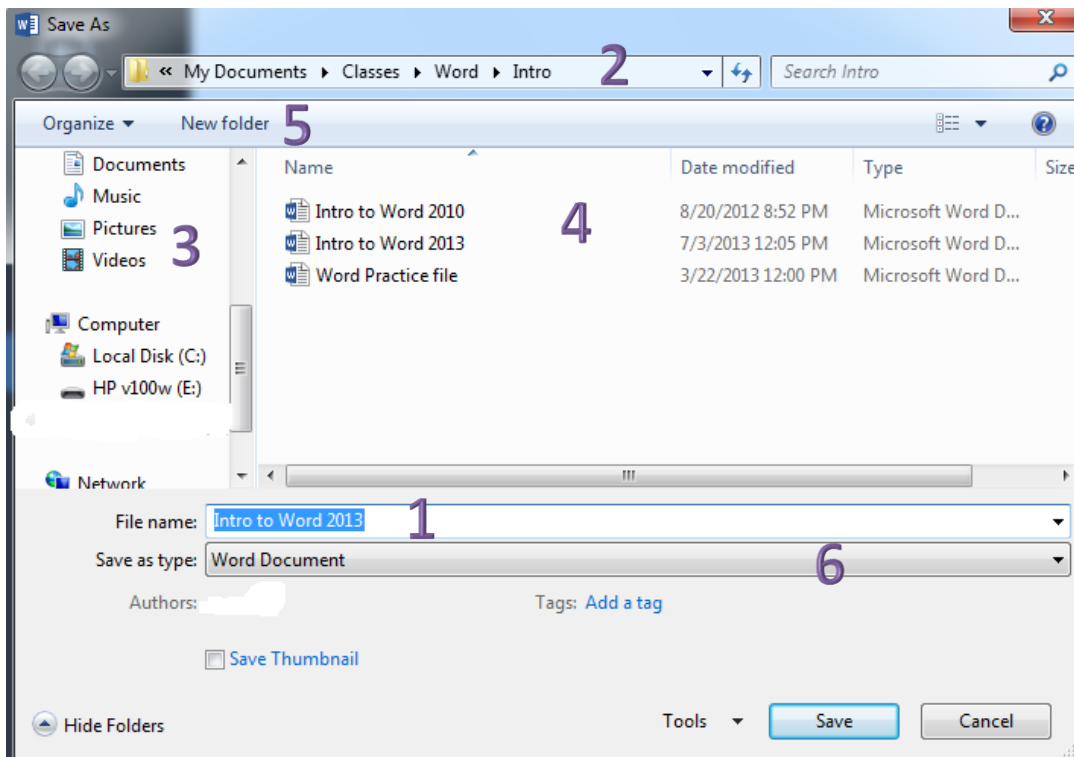 Save As
« My Documents ▸ Classes ▸ Word ▸ Intro 2 Search Intro
Organize New folder 5
Name Date modified Type Size
Documents
Music
Pictures
Videos
3
Computer
Local Disk (C:)
HP v100w (E:)
Network
Intro to Word 2010 8/20/2012 8:52 PM Microsoft Word D...
Intro to Word 2013 7/3/2013 12:05 PM Microsoft Word D...
Word Practice file 3/22/2013 12:00 PM Microsoft Word D...
4
File name: Intro to Word 2013 1
Save as type: Word Document 6
Authors: Tags: Add a tag
Save Thumbnail
Hide Folders Tools Save Cancel